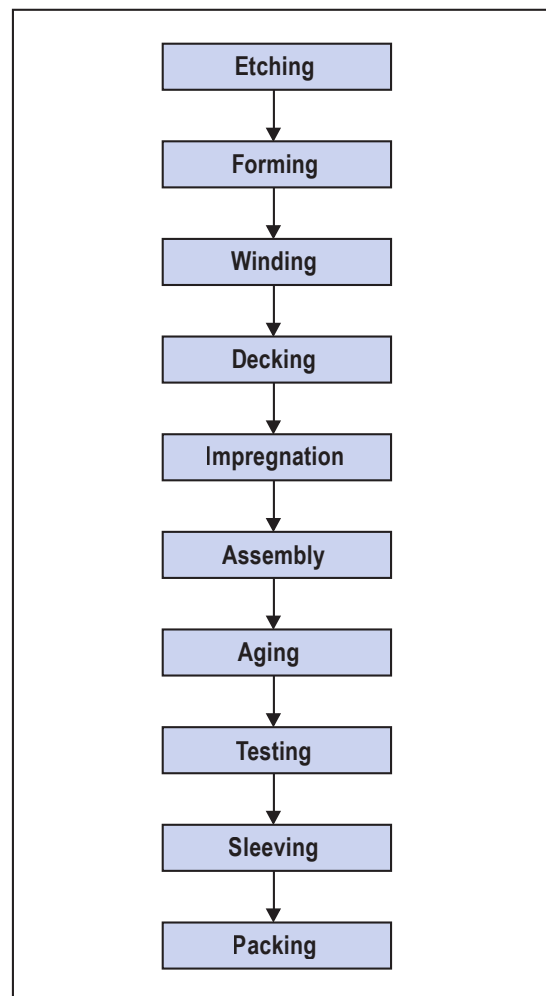 Etching
Forming
Winding
Decking
Impregnation
Assembly
Aging
Testing
Sleeving
Packing